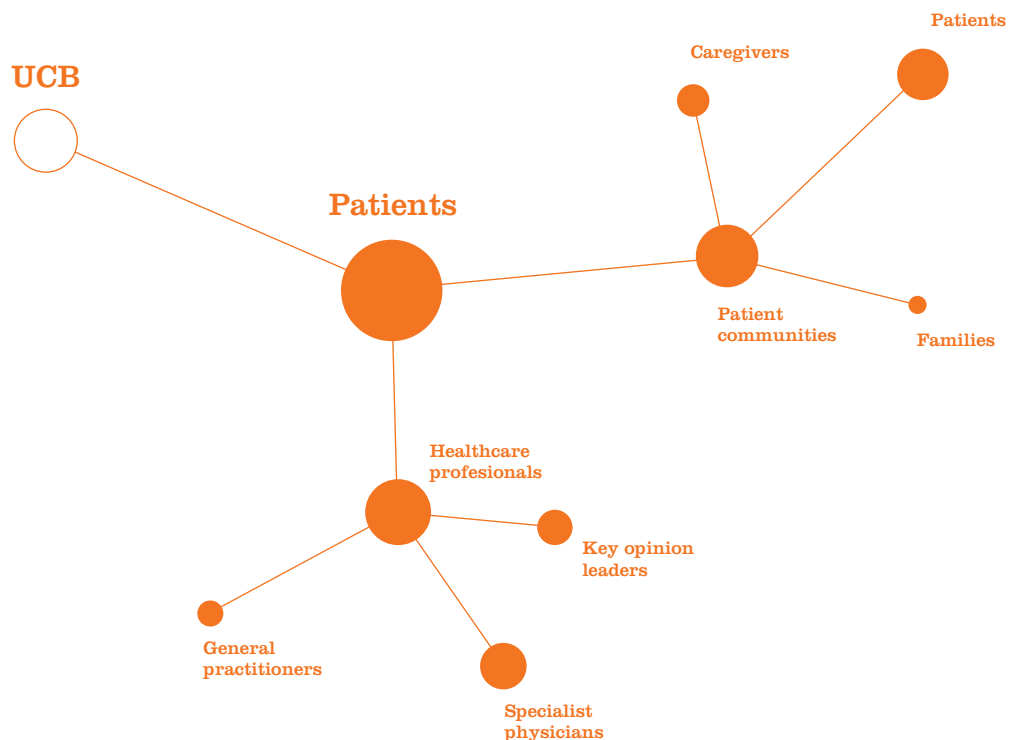 Patients
Caregivers
UCB
Patients
Patient
communities
Families
Healthcare
profesionals
Key opinion
leaders
General
practitioners
Specialist
physicians